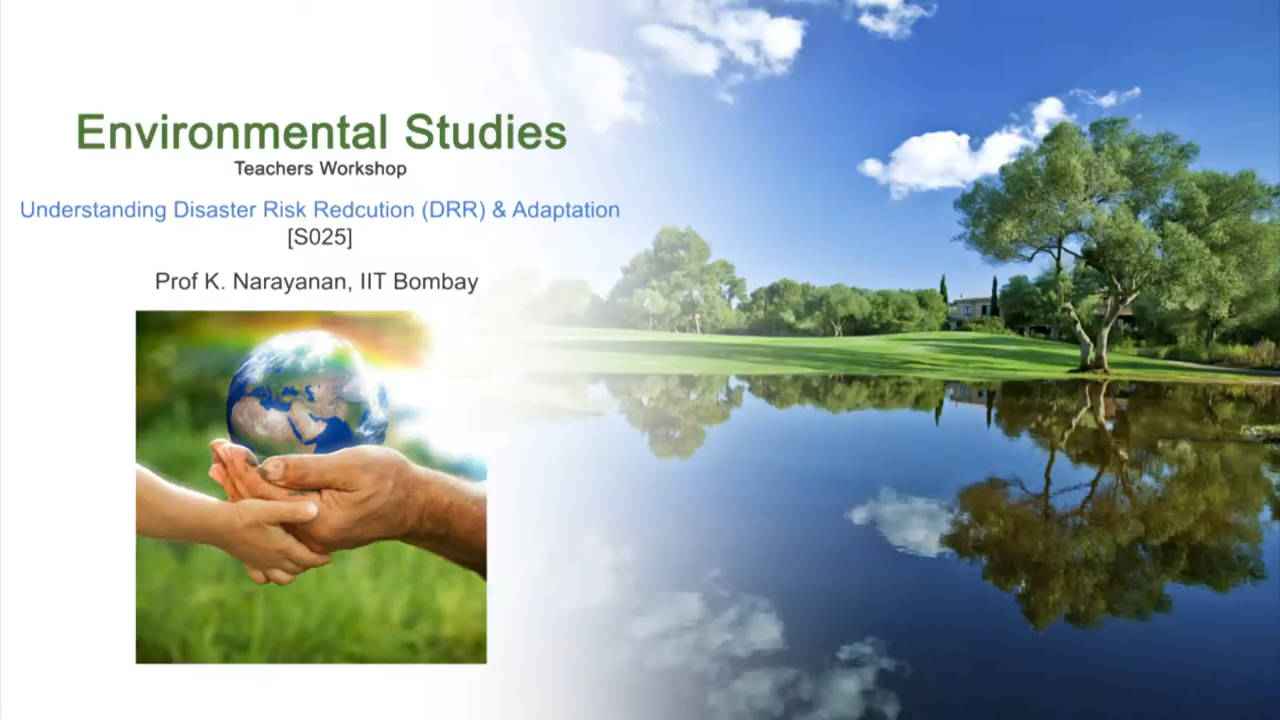 Environmental Studies
Teachers Workshop
Understanding Disaster Risk Redcution (DRR) & Adaptation
[S025]
Prof K. Narayanan, IIT Bombay